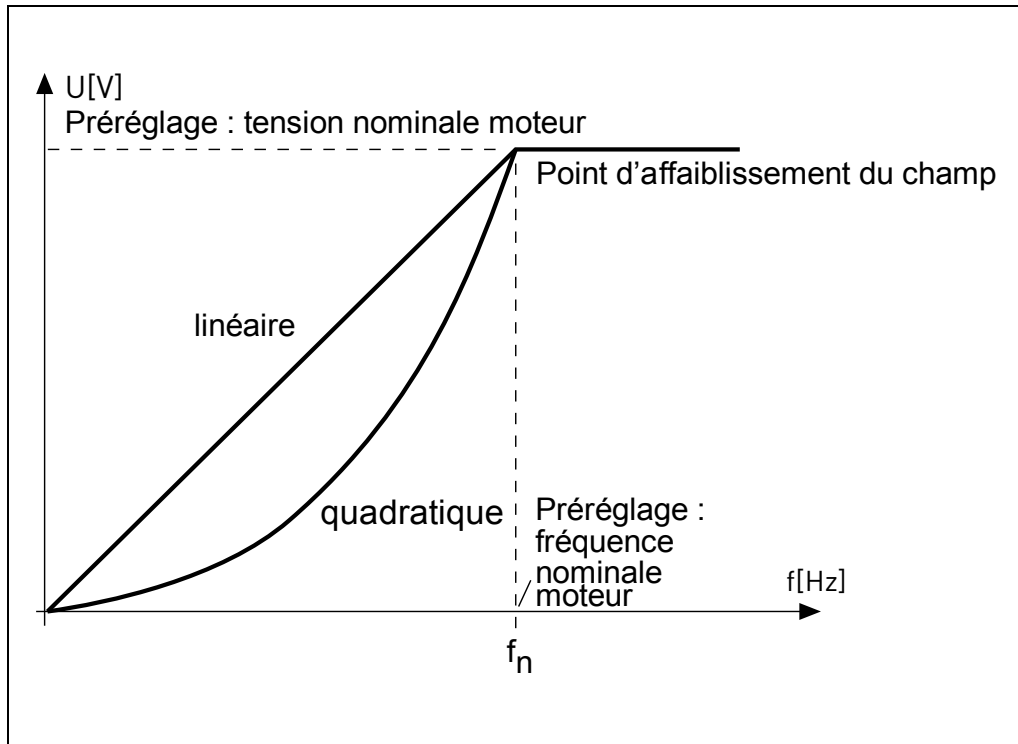 U[V]
Préréglage : tension nominale moteur
Point d’affaiblissement du champ
linéaire
quadratique
Préréglage :
fréquence
nominale
moteur
f[Hz]
fn